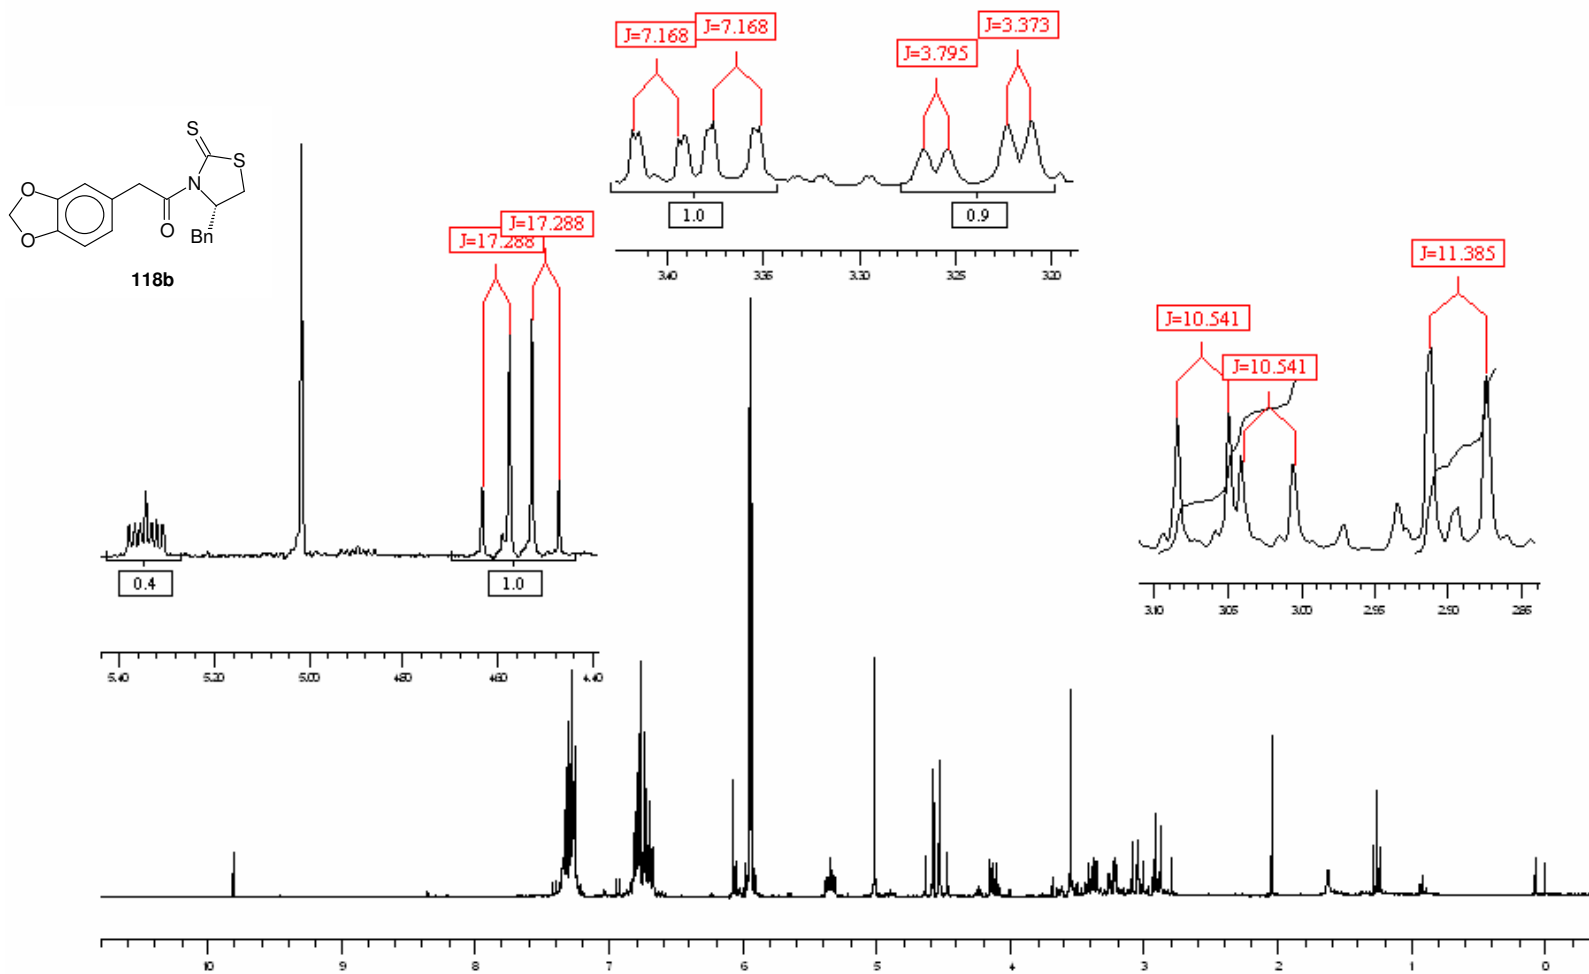 J=7.168
J=7.168
J=3.795
J=3.373
1.0
0.9
3.40 3.35 3.30 3.25 3.20
S
S
N
O
O
O
Bn
118b
J=17.288
J=17.288
0.4
1.0
5.40 5.20 5.00 4.80 4.60 4.40
J=11.385
J=10.541
J=10.541
3.10 3.05 3.00 2.95 2.90 2.85
10 9 8 7 6 5 4 3 2 1 0